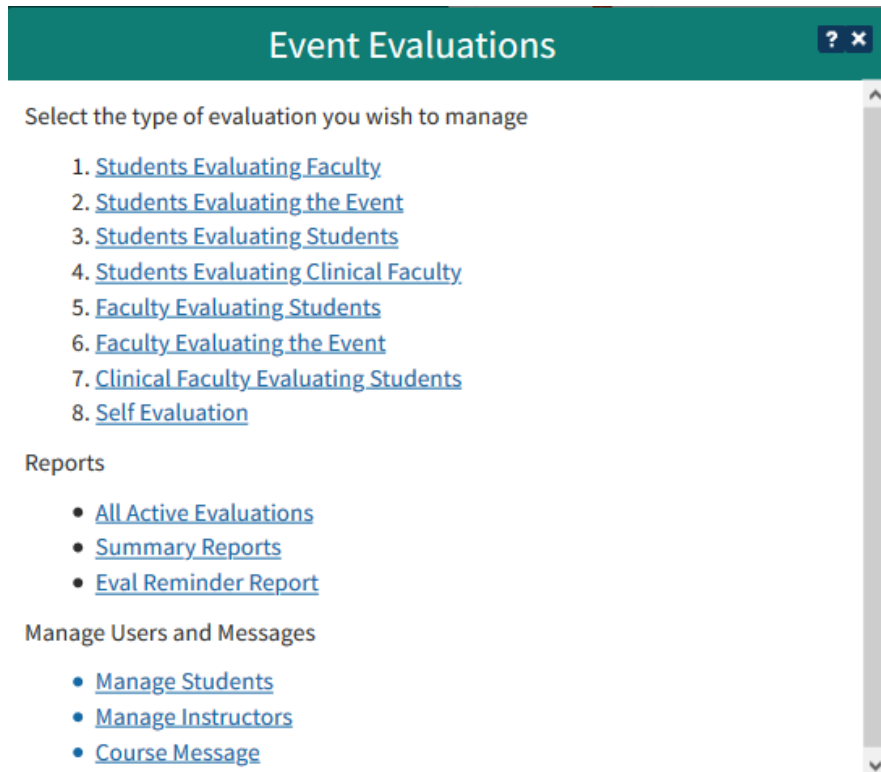 Event Evaluations
? ×
Select the type of evaluation you wish to manage
1. Students Evaluating Faculty
2. Students Evaluating the Event
3. Students Evaluating Students
4. Students Evaluating Clinical Faculty
5. Faculty Evaluating Students
6. Faculty Evaluating the Event
7. Clinical Faculty Evaluating Students
8. Self Evaluation
Reports
• All Active Evaluations
• Summary Reports
• Eval Reminder Report
Manage Users and Messages
• Manage Students
• Manage Instructors
• Course Message